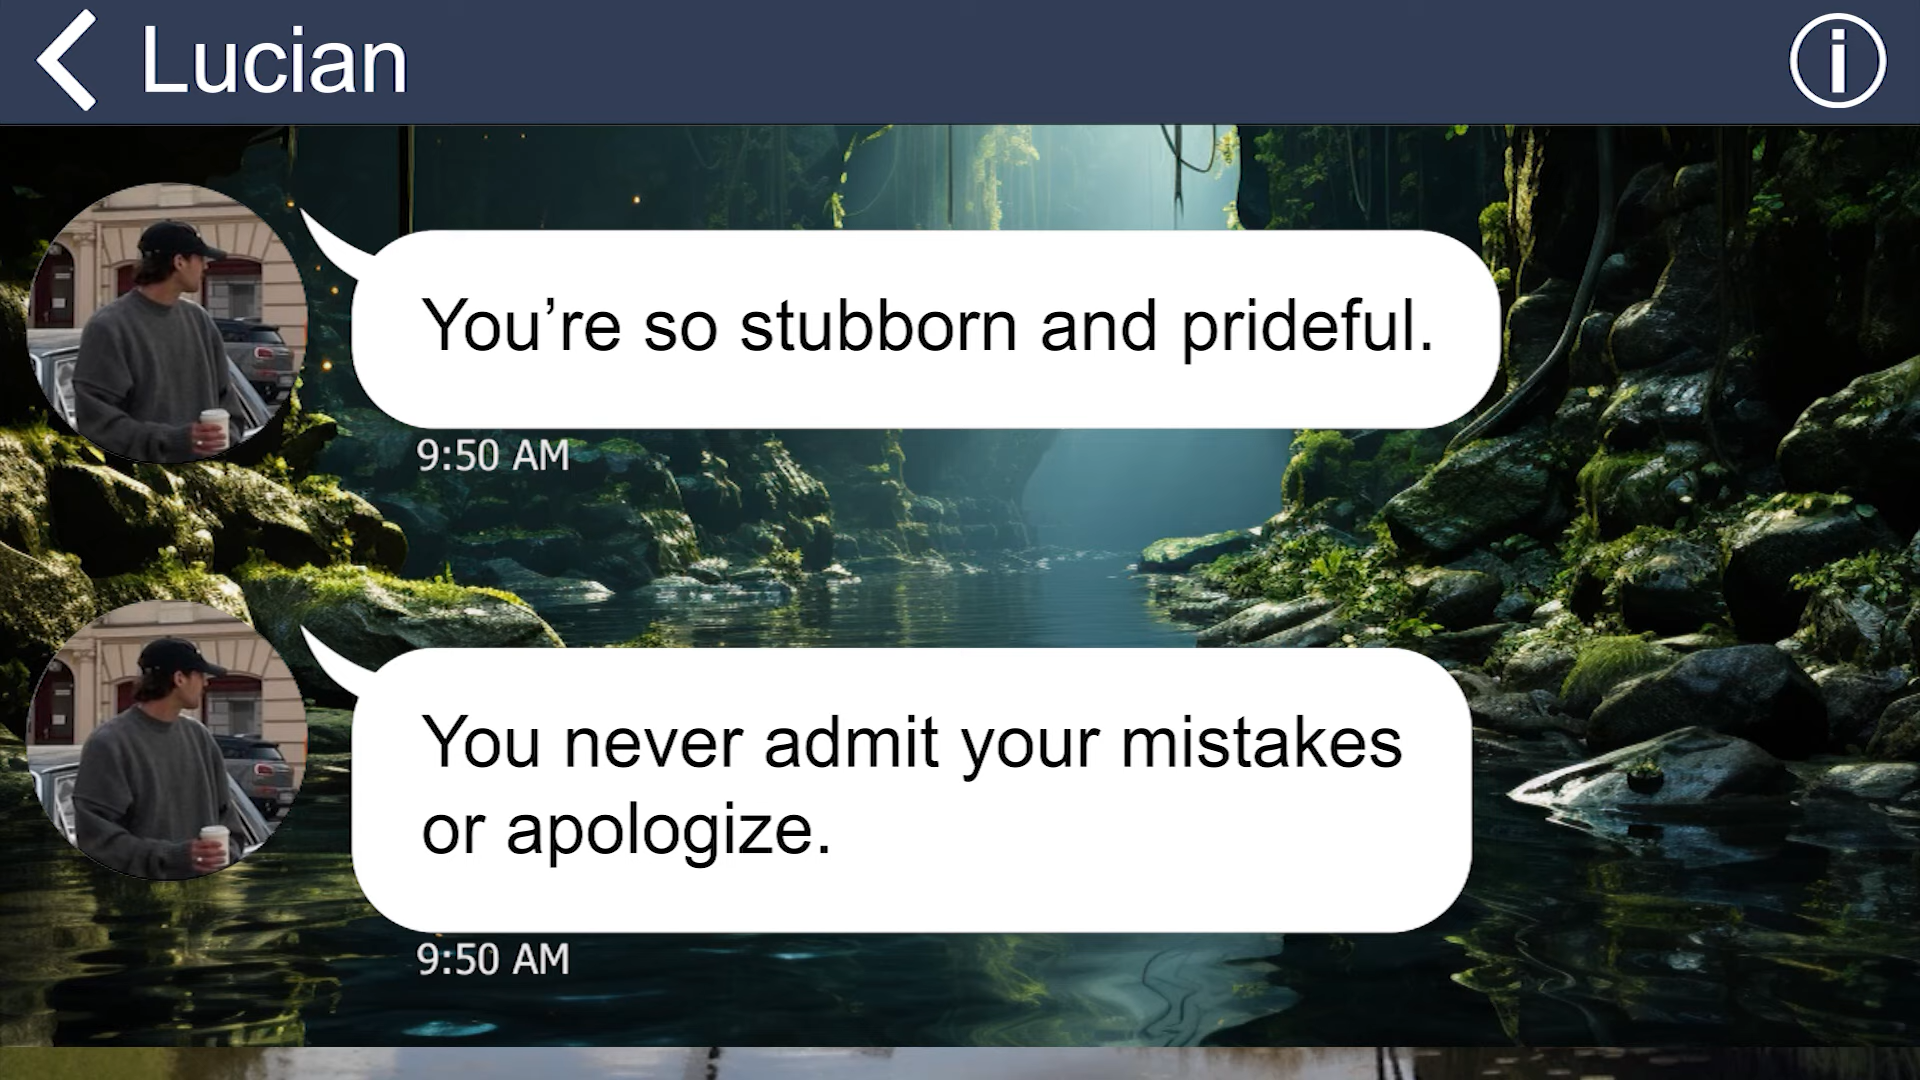 Lucian
You’re so stubborn and prideful.
9:50 AM
You never admit your mistakes
or apologize.
9:50 AM